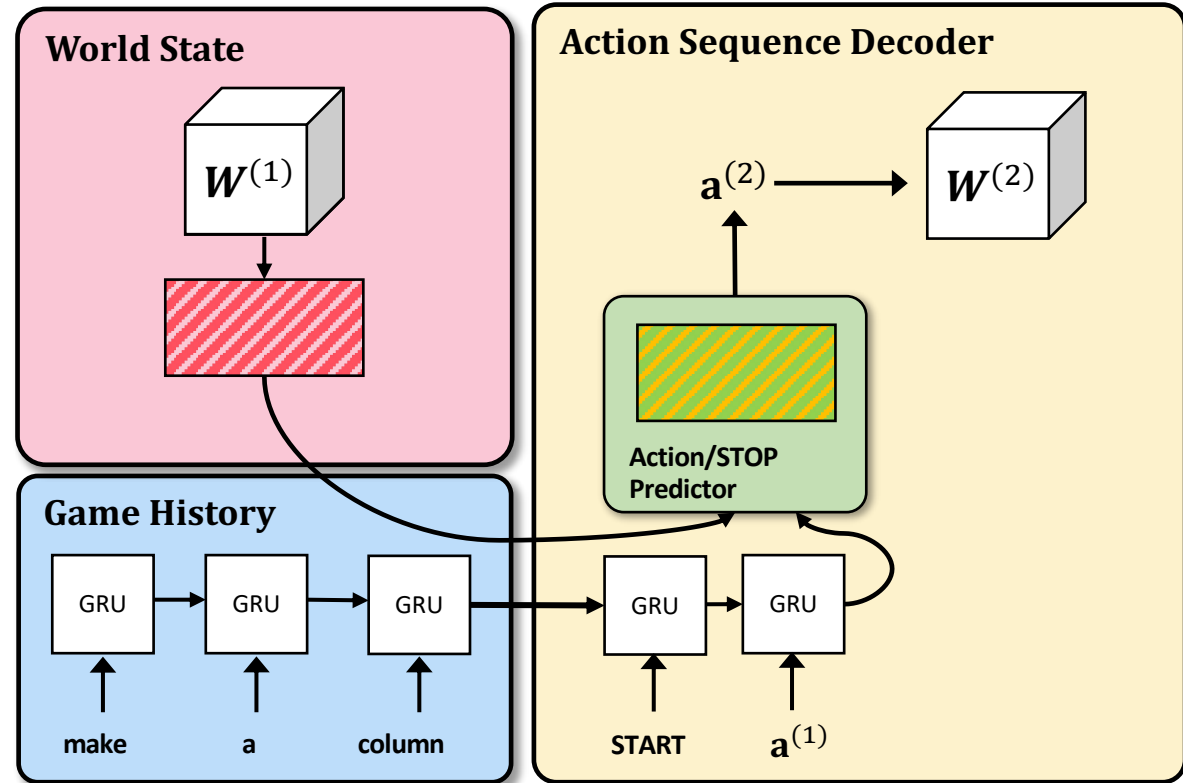 World State
W^(1)
Game History
GRU
GRU
GRU
make
a
column
Action Sequence Decoder
a^(2)
W^(2)
Action/STOP
Predictor
GRU
GRU
START
a^(1)